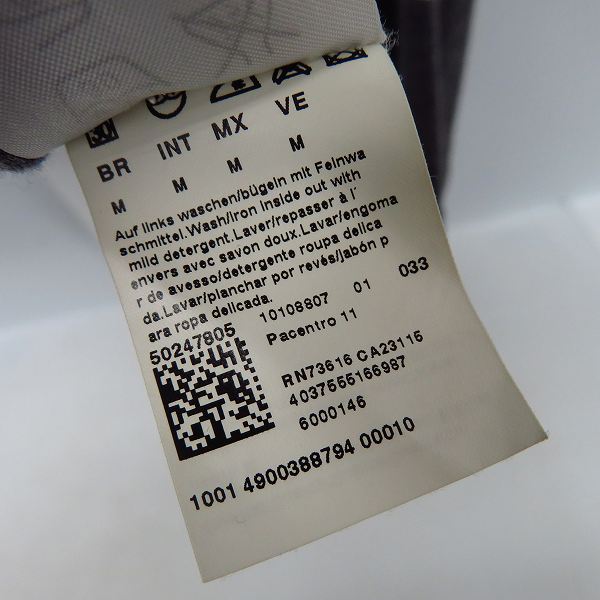 30
BR INT MX VE
M M M M
Auf links waschen/bügeln mit Feinwa
schmittel.Wash/iron inside out with
mild detergent.Laver/repasser à l'
envers avec savon doux.Lavar/engoma
r de avesso/detergente roupa delica
da.Lavar/planchar por revés/jabón p
ara ropa delicada.
50247805 10108807 01 033
Pacentro 11
RN73616 CA23115
4037555166987
6000146
1001 4900388794 00010